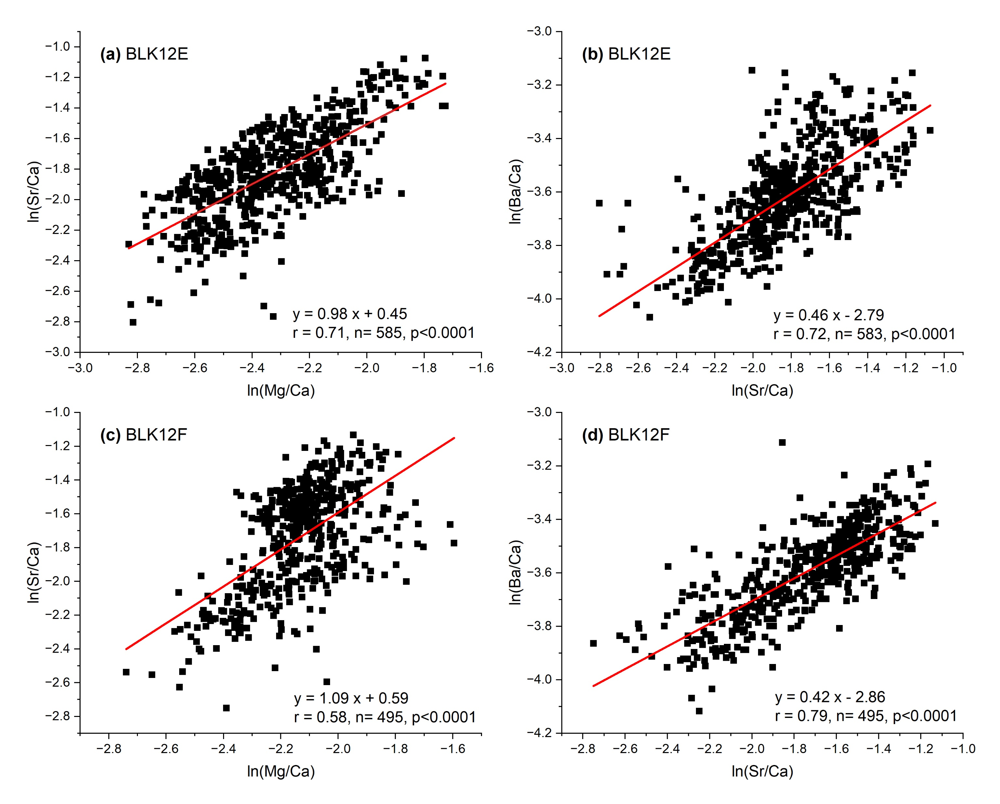 (a) BLK12E
−1.0
−1.2
−1.4
−1.6
−1.8
−2.0
−2.2
−2.4
−2.6
−2.8
−3.0
ln(Sr/Ca)
y = 0.98 x + 0.45
r = 0.71, n= 585, p<0.0001
−3.0 −2.8 −2.6 −2.4 −2.2 −2.0 −1.8 −1.6
ln(Mg/Ca)
(b) BLK12E
−3.0
−3.2
−3.4
−3.6
−3.8
−4.0
−4.2
ln(Ba/Ca)
y = 0.46 x - 2.79
r = 0.72, n= 583, p<0.0001
−3.0 −2.8 −2.6 −2.4 −2.2 −2.0 −1.8 −1.6 −1.4 −1.2 −1.0
ln(Sr/Ca)
(c) BLK12F
−1.0
−1.2
−1.4
−1.6
−1.8
−2.0
−2.2
−2.4
−2.6
−2.8
ln(Sr/Ca)
y = 1.09 x + 0.59
r = 0.58, n= 495, p<0.0001
−2.8 −2.6 −2.4 −2.2 −2.0 −1.8 −1.6
ln(Mg/Ca)
(d) BLK12F
−3.0
−3.2
−3.4
−3.6
−3.8
−4.0
−4.2
ln(Ba/Ca)
y = 0.42 x - 2.86
r = 0.79, n= 495, p<0.0001
−2.8 −2.6 −2.4 −2.2 −2.0 −1.8 −1.6 −1.4 −1.2 −1.0
ln(Sr/Ca)